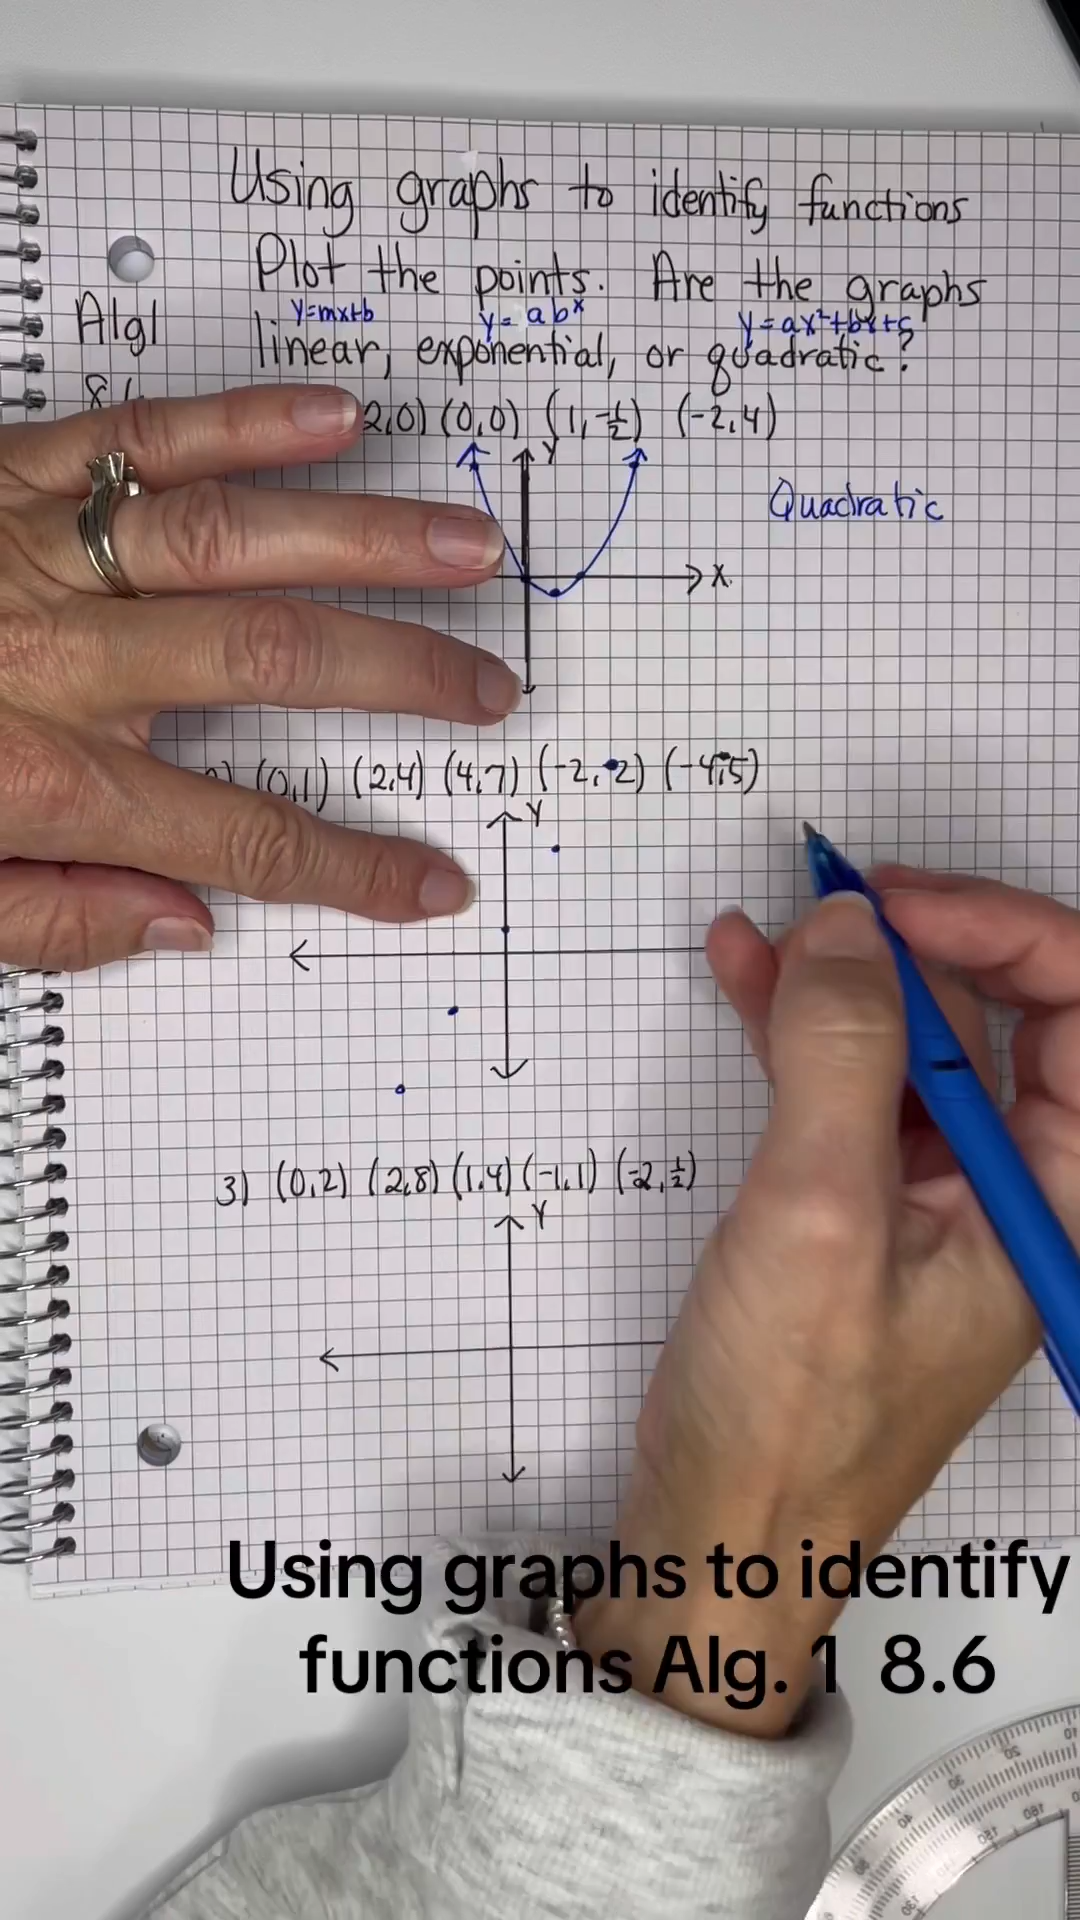 Using graphs to identify functions
Plot the points. Are the graphs
Alg1
y=mx+b y=ab^x y=ax²+bx+c
linear, exponential, or quadratic?
2,0) (0,0) (1,-½) (-2,4)
Y
Quadratic
X
(0,1) (2,4) (4,7) (-2,-2) (-4,-5)
Y
3) (0,2) (2,8) (1,4) (-1,1) (-2,½)
Y
Using graphs to identify
functions Alg. 1 8.6